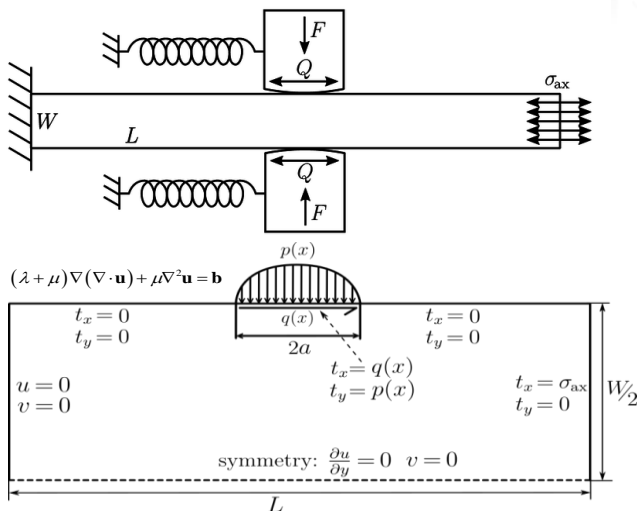 F
Q
σ_ax
W
L
Q
F
p(x)
(λ+μ)∇(∇·u)+μ∇²u=b
t_x=0
t_y=0
q(x)
t_x=0
t_y=0
2a
t_x=q(x)
t_y=p(x)
u=0
v=0
t_x=σ_ax
t_y=0
W/2
symmetry: ∂u/∂y=0 v=0
L